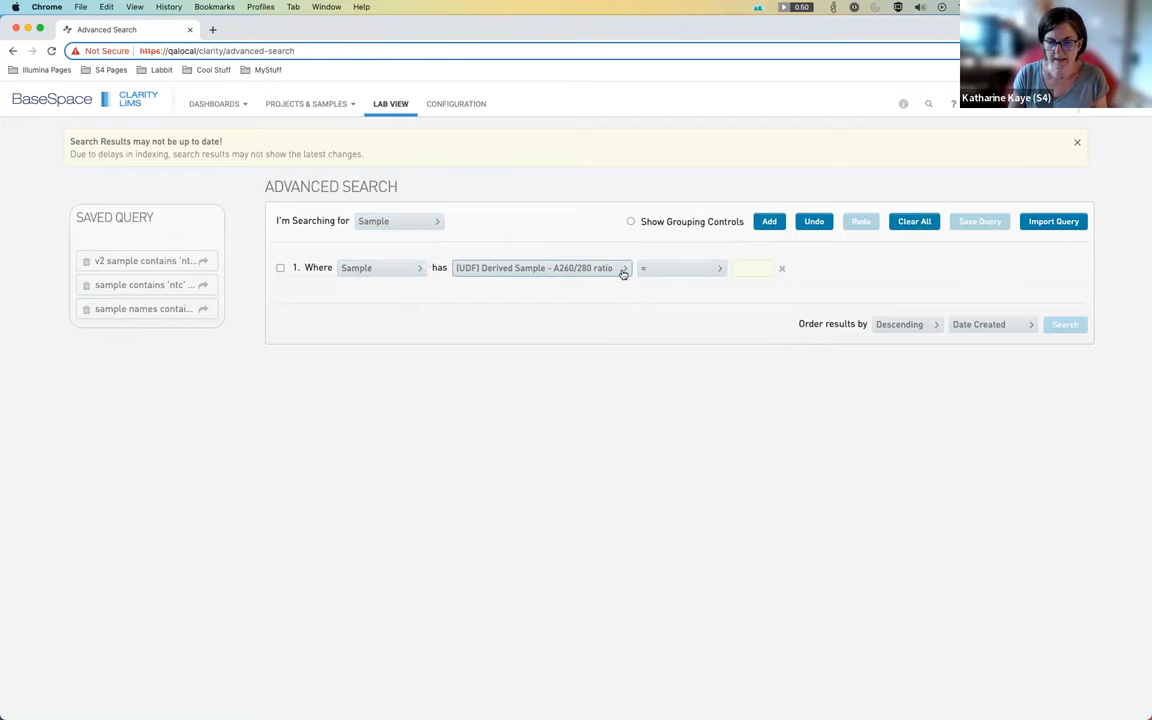 Chrome File Edit View History Bookmarks Profiles Tab Window Help
0.50
Advanced Search
Not Secure https://qalocal/clarity/advanced-search
Illumina Pages S4 Pages Labbit Cool Stuff MyStuff
Katharine Kaye (S4)
BaseSpace CLARITY LIMS
DASHBOARDS PROJECTS & SAMPLES LAB VIEW CONFIGURATION
Search Results may not be up to date!
Due to delays in indexing, search results may not show the latest changes.
ADVANCED SEARCH
SAVED QUERY
v2 sample contains 'nt...
sample contains 'ntc' ...
sample names contai...
I'm Searching for Sample Show Grouping Controls Add Undo Redo Clear All Save Query Import Query
1. Where Sample has (UDF) Derived Sample - A260/280 ratio =
Order results by Descending Date Created Search